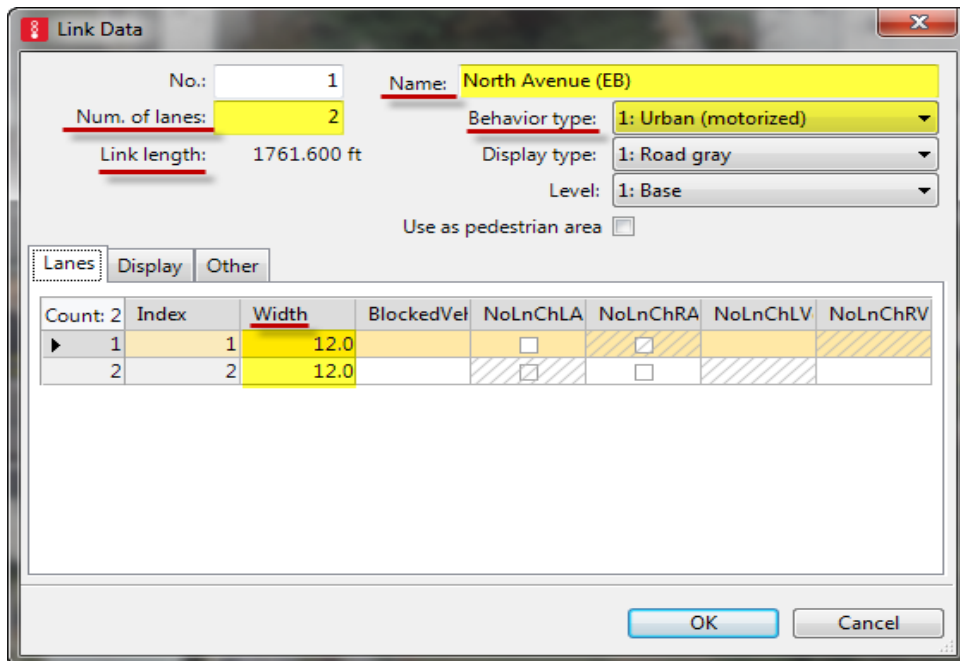 Link Data
No.: 1 Name: North Avenue (EB)
Num. of lanes: 2 Behavior type: 1: Urban (motorized)
Link length: 1761.600 ft Display type: 1: Road gray
Level: 1: Base
Use as pedestrian area
Lanes Display Other
Count: 2 Index Width BlockedVeh NoLnChLA NoLnChRA NoLnChLV NoLnChRV
1 1 12.0
2 2 12.0
OK Cancel